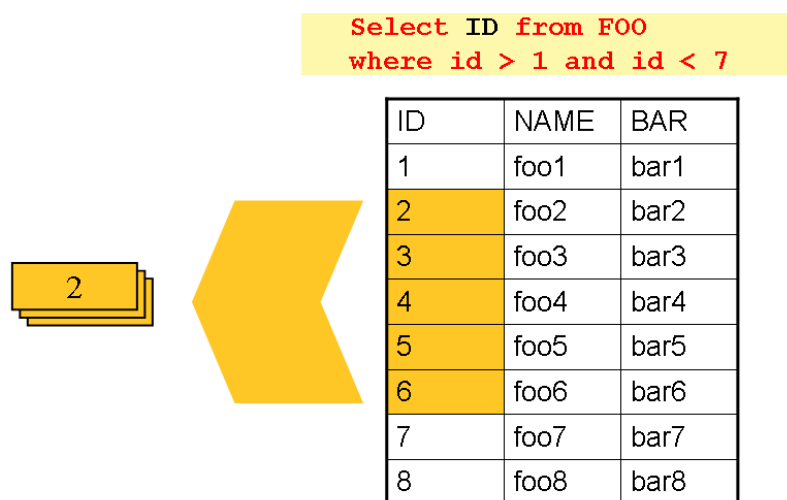 Select ID from FOO
where id > 1 and id < 7
ID NAME BAR
1 foo1 bar1
2 foo2 bar2
3 foo3 bar3
2
4 foo4 bar4
5 foo5 bar5
6 foo6 bar6
7 foo7 bar7
8 foo8 bar8